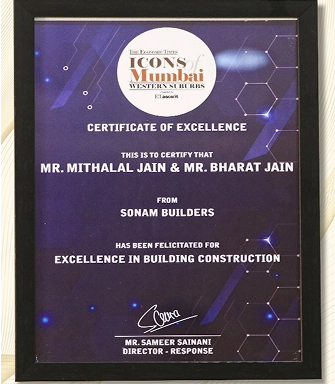 THE ECONOMIC TIMES
ICONS of
Mumbai
WESTERN SUBURBS
CERTIFICATE OF EXCELLENCE
THIS IS TO CERTIFY THAT
MR. MITHALAL JAIN & MR. BHARAT JAIN
FROM
SONAM BUILDERS
HAS BEEN FELICITATED FOR
EXCELLENCE IN BUILDING CONSTRUCTION
MR. SAMEER SAINANI
DIRECTOR - RESPONSE